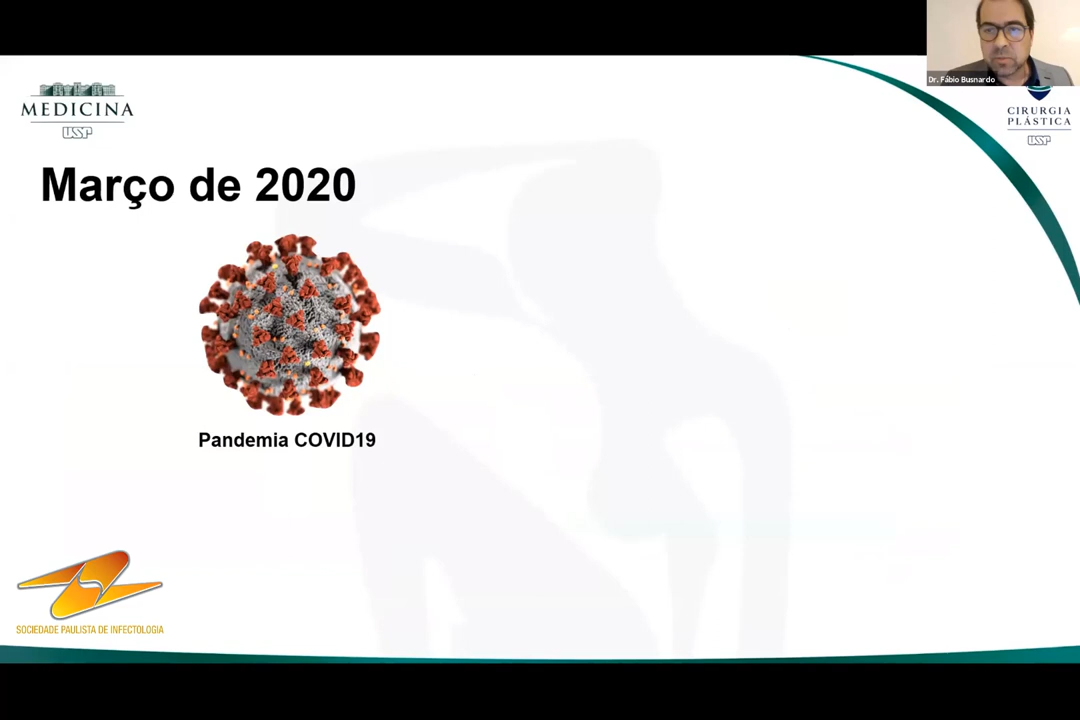 Dr. Fábio Busnardo
MEDICINA
USP
CIRURGIA
PLÁSTICA
USP
Março de 2020
Pandemia COVID19
SOCIEDADE PAULISTA DE INFECTOLOGIA